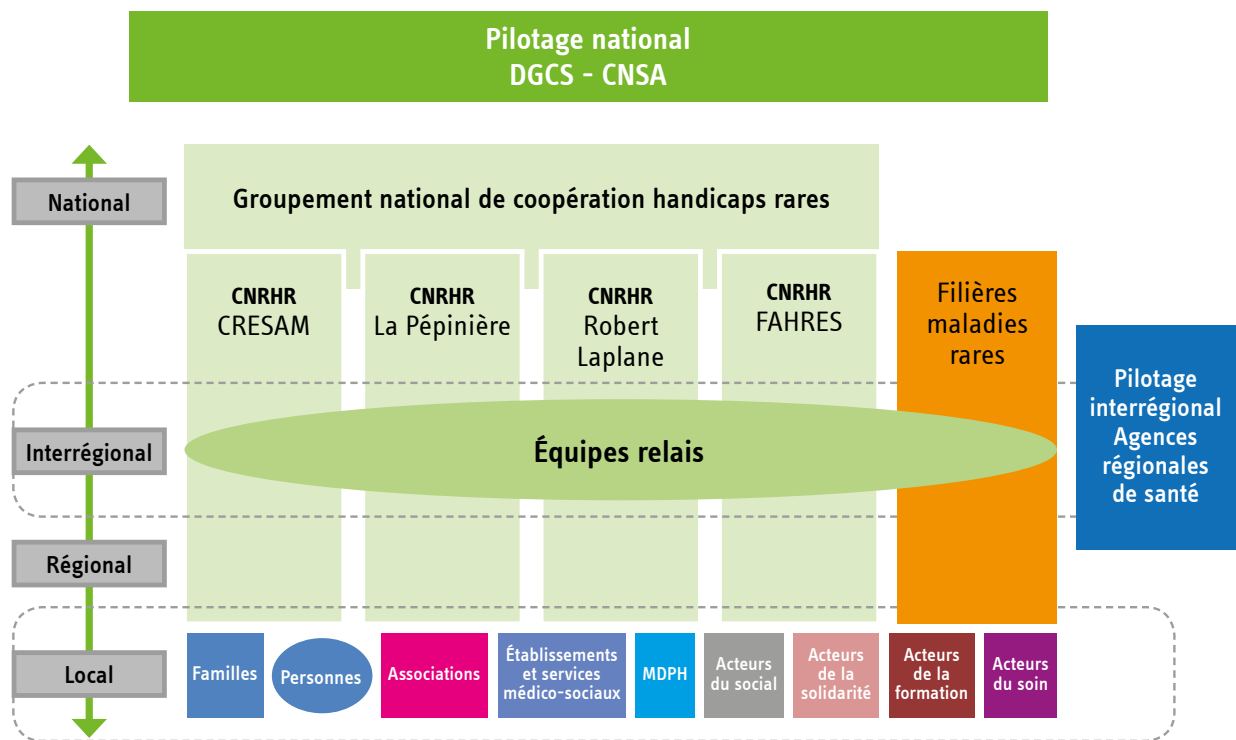 Pilotage national
DGCS - CNSA
National
Groupement national de coopération handicaps rares
CNRHR
CRESAM
CNRHR
La Pépinière
CNRHR
Robert
Laplane
CNRHR
FAHRES
Filières
maladies
rares
Pilotage
interrégional
Agences
régionales
de santé
Interrégional
Équipes relais
Régional
Local
Familles
Personnes
Associations
Établissements
et services
médico-sociaux
MDPH
Acteurs
du social
Acteurs
de la
solidarité
Acteurs
de la
formation
Acteurs
du soin